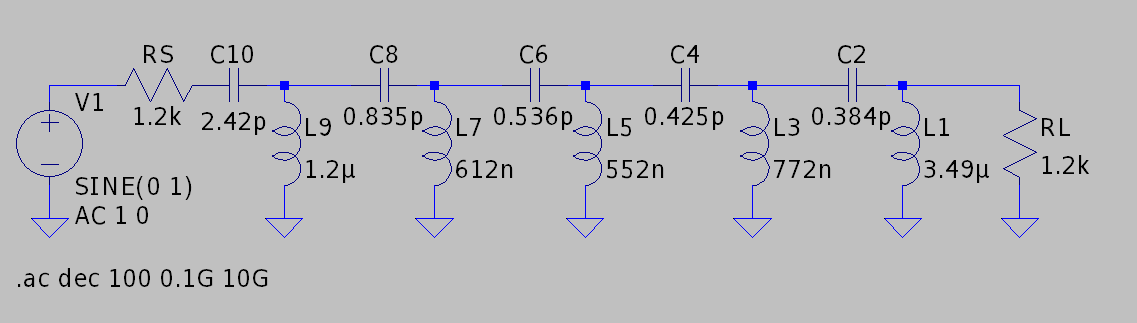 RS C10 C8 C6 C4 C2
V1 1.2k 2.42p L9 0.835p L7 0.536p L5 0.425p L3 0.384p L1 RL
1.2µ 612n 552n 772n 3.49µ 1.2k
SINE(0 1)
AC 1 0
.ac dec 100 0.1G 10G